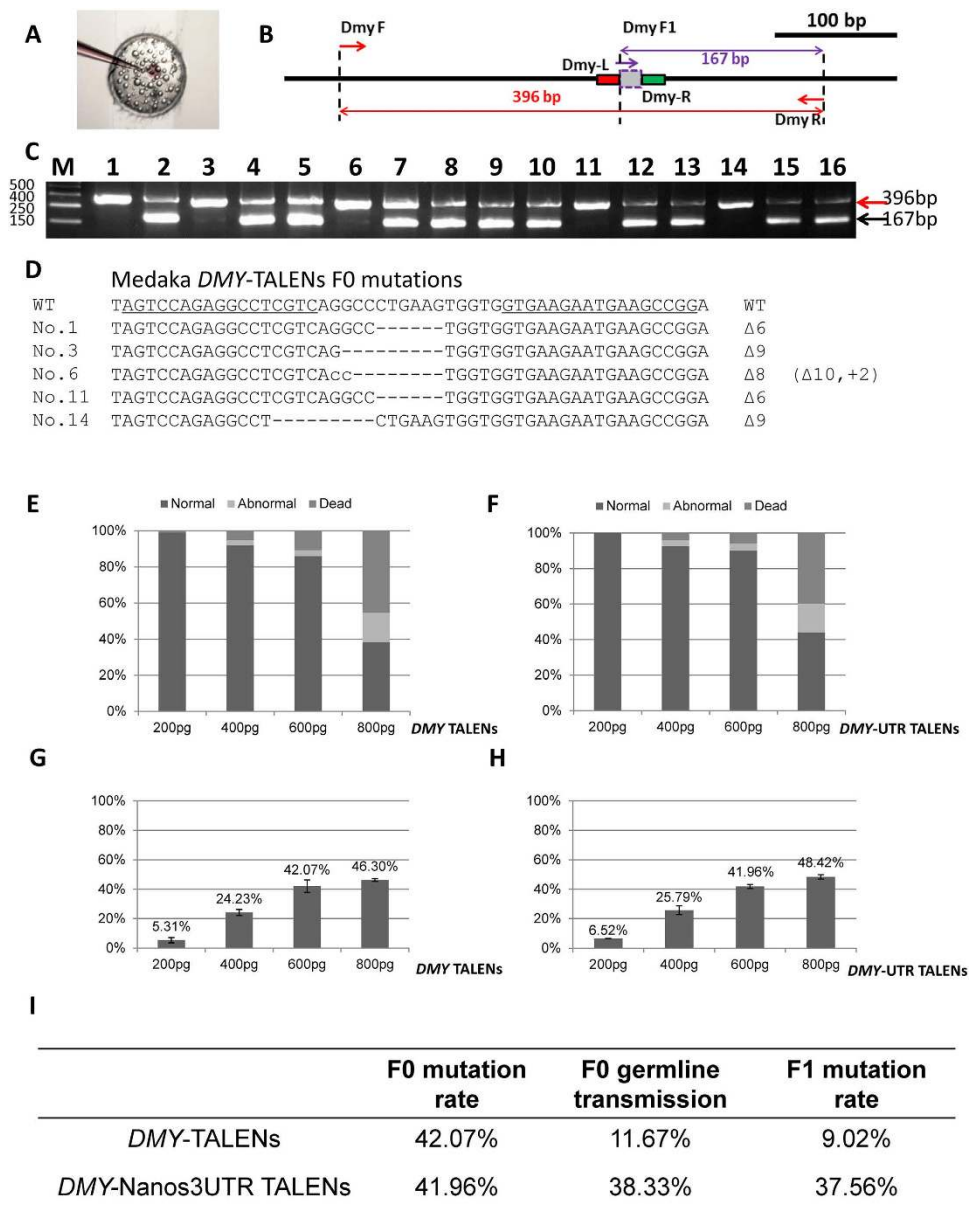 A
B
Dmy F
Dmy F1
100 bp
Dmy-L
167 bp
396 bp
Dmy-R
Dmy R
C
M 1 2 3 4 5 6 7 8 9 10 11 12 13 14 15 16
500
400
250
150
396bp
167bp
D
Medaka DMY-TALENs F0 mutations
WT TAGTCCAGAGGCCTCGTCAGGCCCTGAAGTGGTGGTGAAGAATGAAGCCGGA WT
No.1 TAGTCCAGAGGCCTCGTCAGGCC------TGGTGGTGAAGAATGAAGCCGGA Δ6
No.3 TAGTCCAGAGGCCTCGTCAG---------TGGTGGTGAAGAATGAAGCCGGA Δ9
No.6 TAGTCCAGAGGCCTCGTCAcc--------TGGTGGTGAAGAATGAAGCCGGA Δ8 (Δ10,+2)
No.11 TAGTCCAGAGGCCTCGTCAGGCC------TGGTGGTGAAGAATGAAGCCGGA Δ6
No.14 TAGTCCAGAGGCCT---------CTGAAGTGGTGGTGAAGAATGAAGCCGGA Δ9
E
Normal Abnormal Dead
100%
80%
60%
40%
20%
0%
200pg 400pg 600pg 800pg DMY TALENs
F
Normal Abnormal Dead
100%
80%
60%
40%
20%
0%
200pg 400pg 600pg 800pg DMY-UTR TALENs
G
100%
80%
60%
40%
20%
0%
5.31% 24.23% 42.07% 46.30%
200pg 400pg 600pg 800pg DMY TALENs
H
100%
80%
60%
40%
20%
0%
6.52% 25.79% 41.96% 48.42%
200pg 400pg 600pg 800pg DMY-UTR TALENs
I
F0 mutation rate F0 germline transmission F1 mutation rate
DMY-TALENs 42.07% 11.67% 9.02%
DMY-Nanos3UTR TALENs 41.96% 38.33% 37.56%